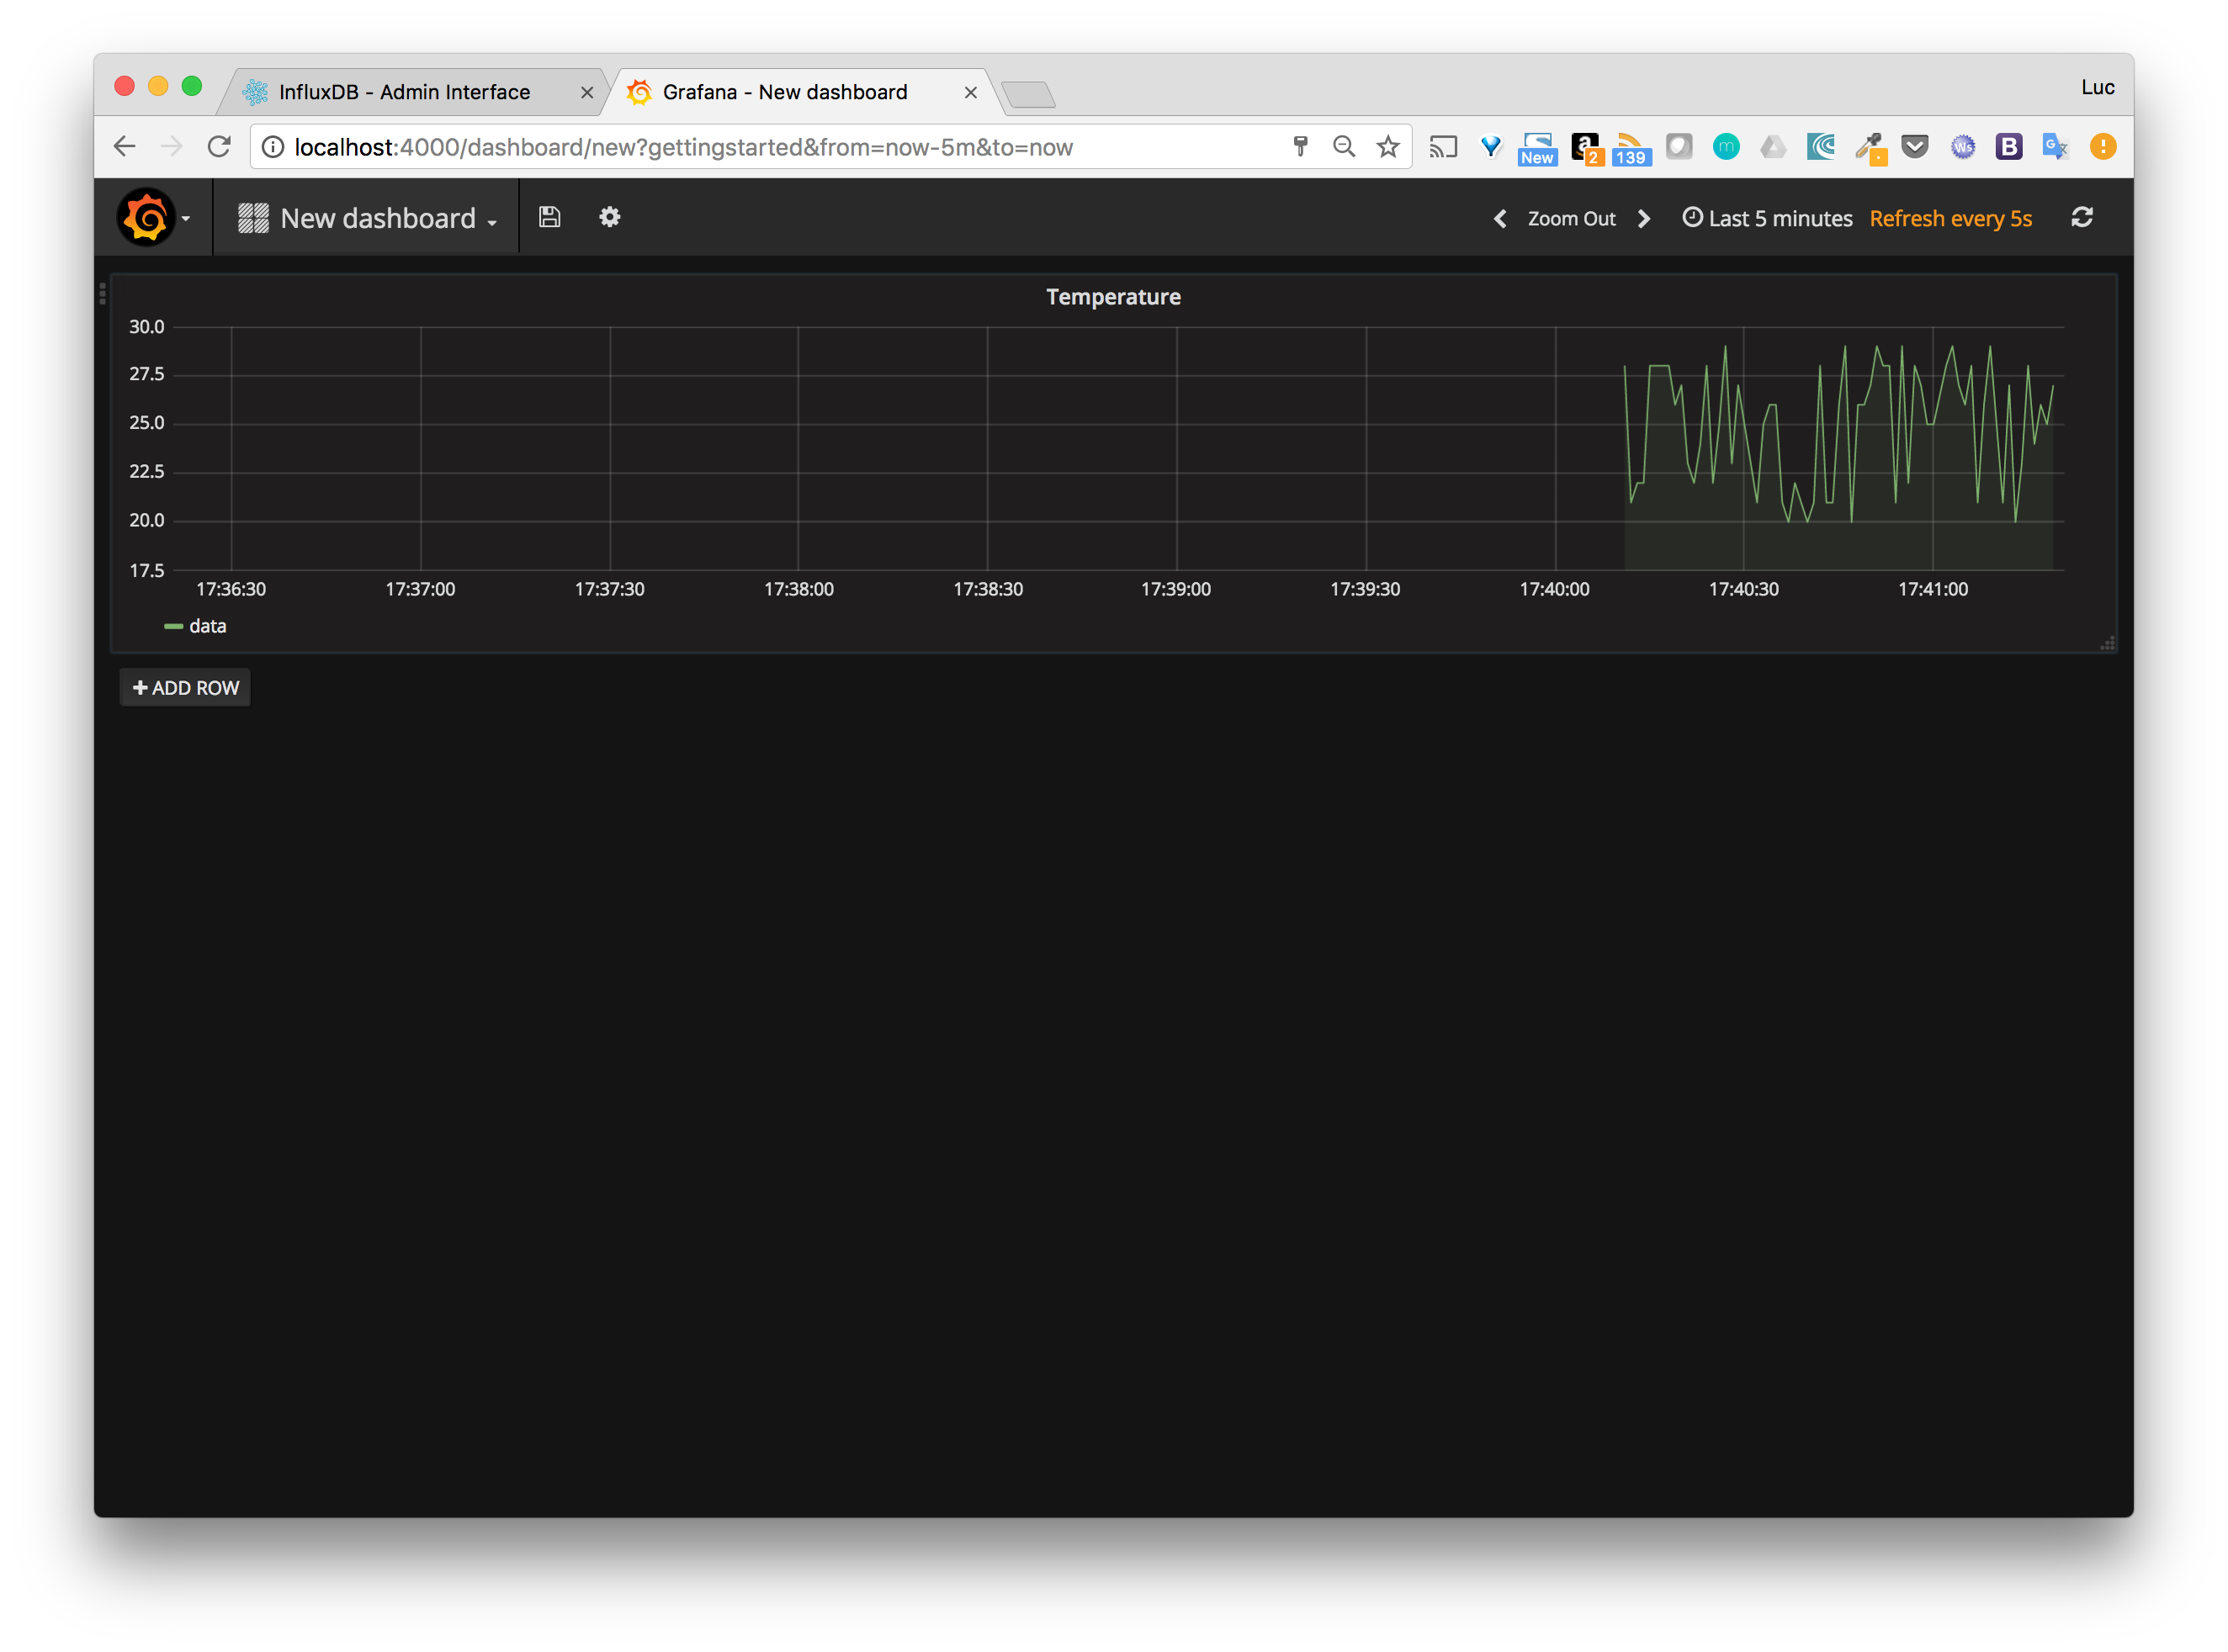 InfluxDB - Admin Interface
Grafana - New dashboard
Luc
localhost:4000/dashboard/new?gettingstarted&from=now-5m&to=now
New
a
2
139
m
Ws
B
G
New dashboard
Zoom Out
Last 5 minutes
Refresh every 5s
Temperature
30.0
27.5
25.0
22.5
20.0
17.5
17:36:30 17:37:00 17:37:30 17:38:00 17:38:30 17:39:00 17:39:30 17:40:00 17:40:30 17:41:00
data
+ ADD ROW